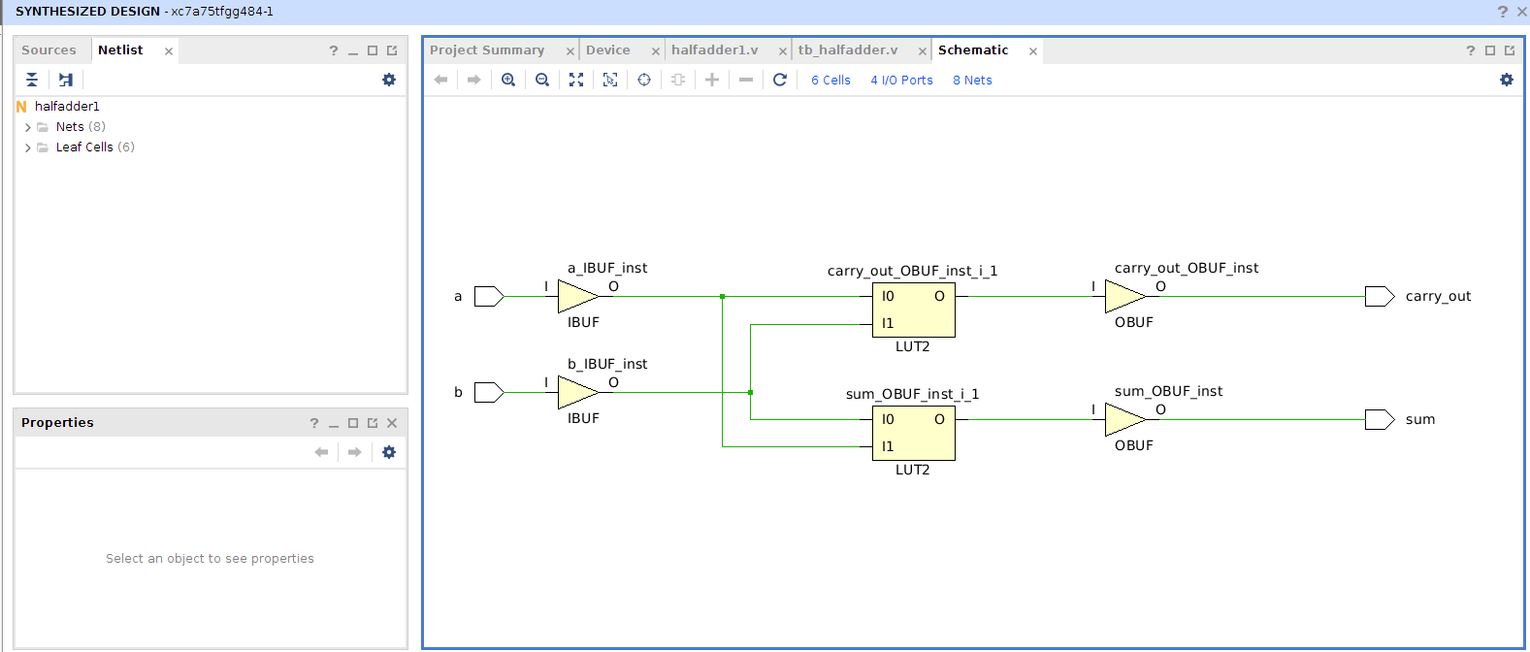 SYNTHESIZED DESIGN - xc7a75tfgg484-1
Sources Netlist
halfadder1
Nets (8)
Leaf Cells (6)
Properties
Select an object to see properties
Project Summary Device halfadder1.v tb_halfadder.v Schematic
6 Cells 4 I/O Ports 8 Nets
a_IBUF_inst carry_out_OBUF_inst_i_1 carry_out_OBUF_inst
a I O I0 O I O carry_out
IBUF I1 OBUF
LUT2
b_IBUF_inst sum_OBUF_inst_i_1 sum_OBUF_inst
b I O I0 O I O sum
IBUF I1 OBUF
LUT2